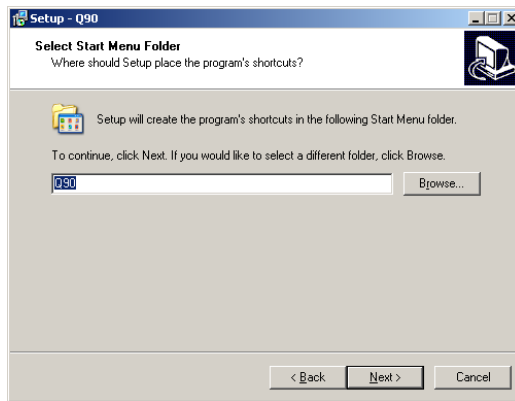 Setup - Q90
Select Start Menu Folder
Where should Setup place the program's shortcuts?
Setup will create the program's shortcuts in the following Start Menu folder.
To continue, click Next. If you would like to select a different folder, click Browse.
Q90
Browse...
< Back
Next >
Cancel